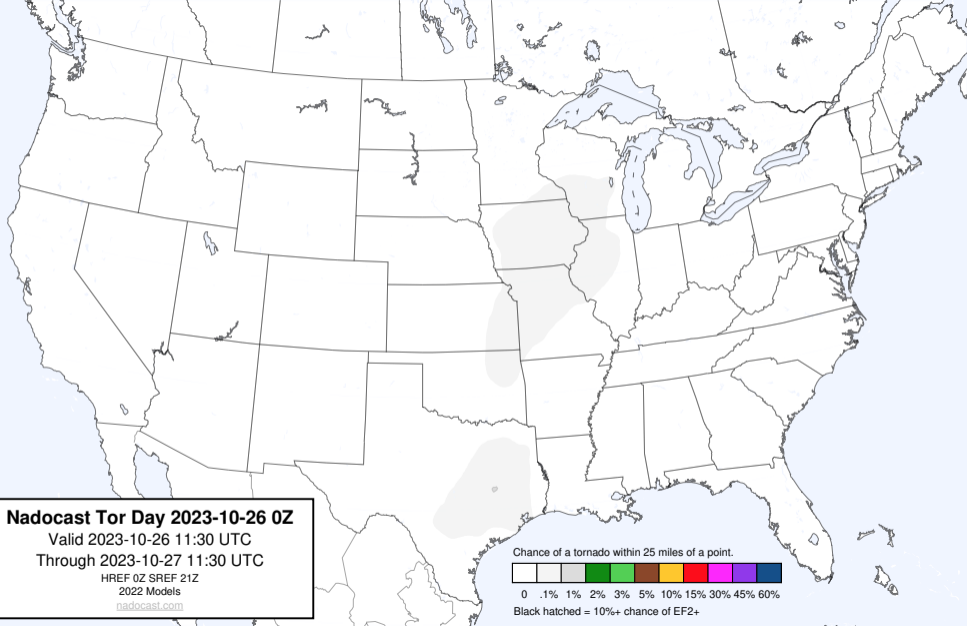 Nadocast Tor Day 2023-10-26 0Z
Valid 2023-10-26 11:30 UTC
Through 2023-10-27 11:30 UTC
HREF 0Z SREF 21Z
2022 Models
nadocast.com
Chance of a tornado within 25 miles of a point.
0 .1% 1% 2% 3% 5% 10% 15% 30% 45% 60%
Black hatched = 10%+ chance of EF2+